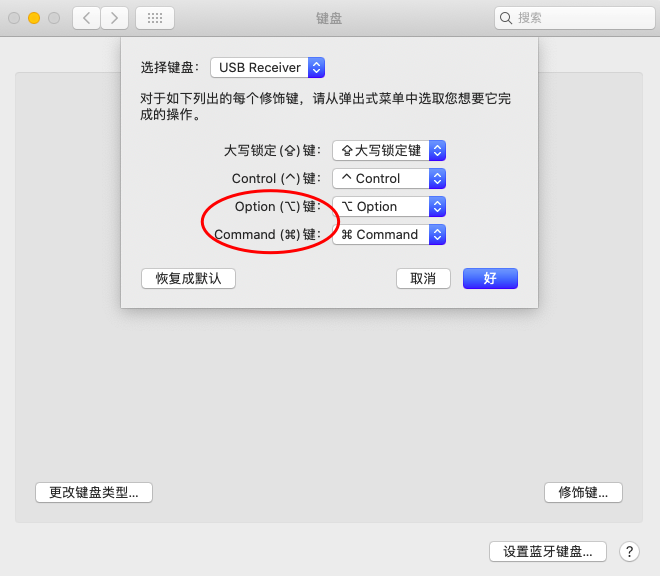 键盘
搜索
选择键盘： USB Receiver
对于如下列出的每个修饰键，请从弹出式菜单中选取您想要它完
成的操作。
大写锁定 (⇪) 键： ⇪ 大写锁定键
Control (⌃) 键： ⌃ Control
Option (⌥) 键： ⌥ Option
Command (⌘) 键： ⌘ Command
恢复成默认 取消 好
更改键盘类型... 修饰键...
设置蓝牙键盘... ?